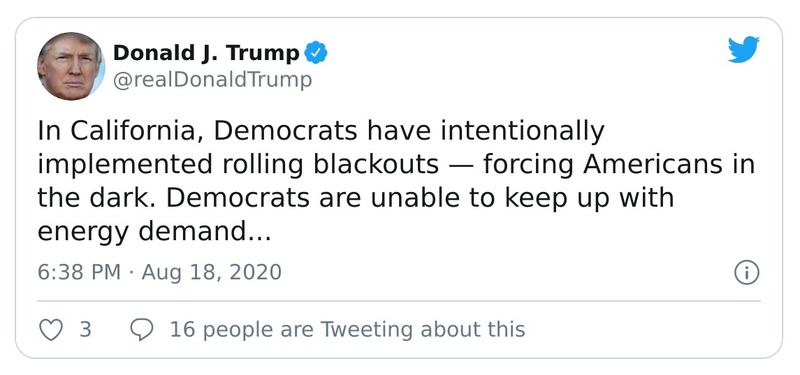 Donald J. Trump
@realDonaldTrump
In California, Democrats have intentionally
implemented rolling blackouts — forcing Americans in
the dark. Democrats are unable to keep up with
energy demand...
6:38 PM · Aug 18, 2020
3
16 people are Tweeting about this